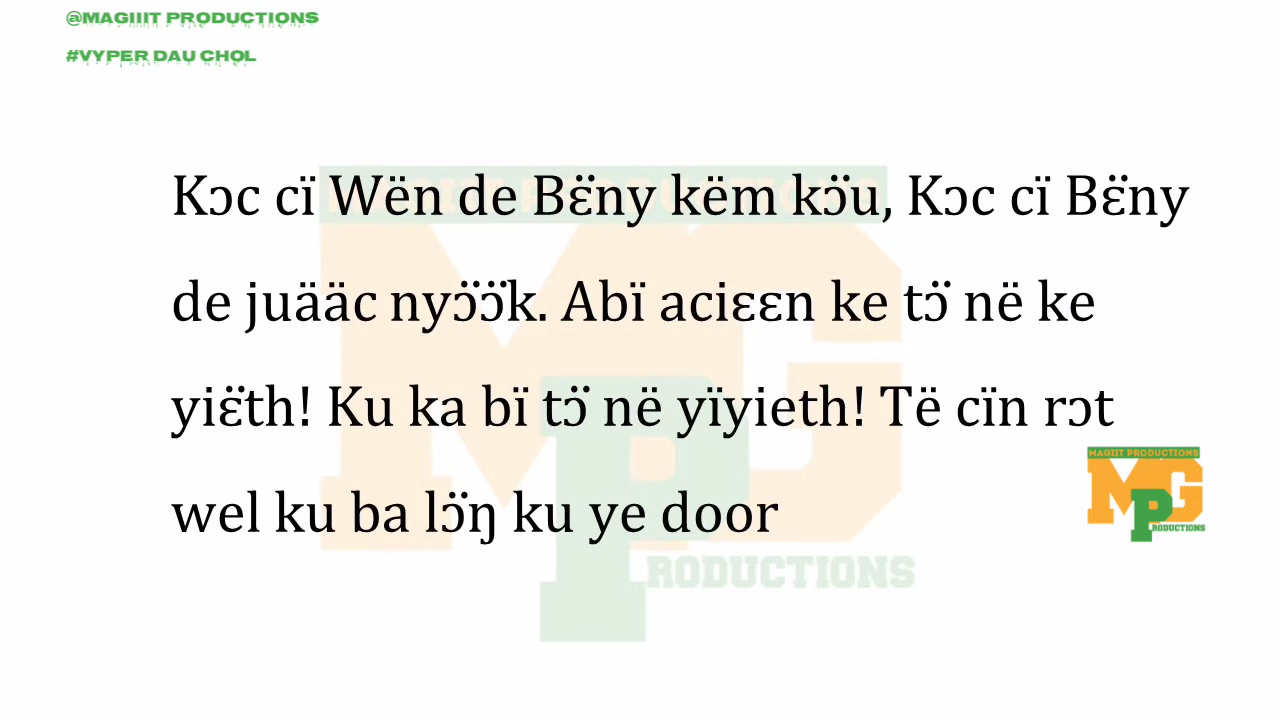 @MAGIIIT PRODUCTIONS
#VYPER DAU CHOL
Kɔc cï Wën de Bɛ̈ny këm kɔ̈u, Kɔc cï Bɛ̈ny
de juääc nyɔ̈ɔ̈k. Abï aciɛɛn ke tɔ̈ në ke
yiɛ̈th! Ku ka bï tɔ̈ në yïyieth! Të cïn rɔt
wel ku ba lɔ̈ŋ ku ye door
MAGIIT PRODUCTIONS
MG
PRODUCTIONS